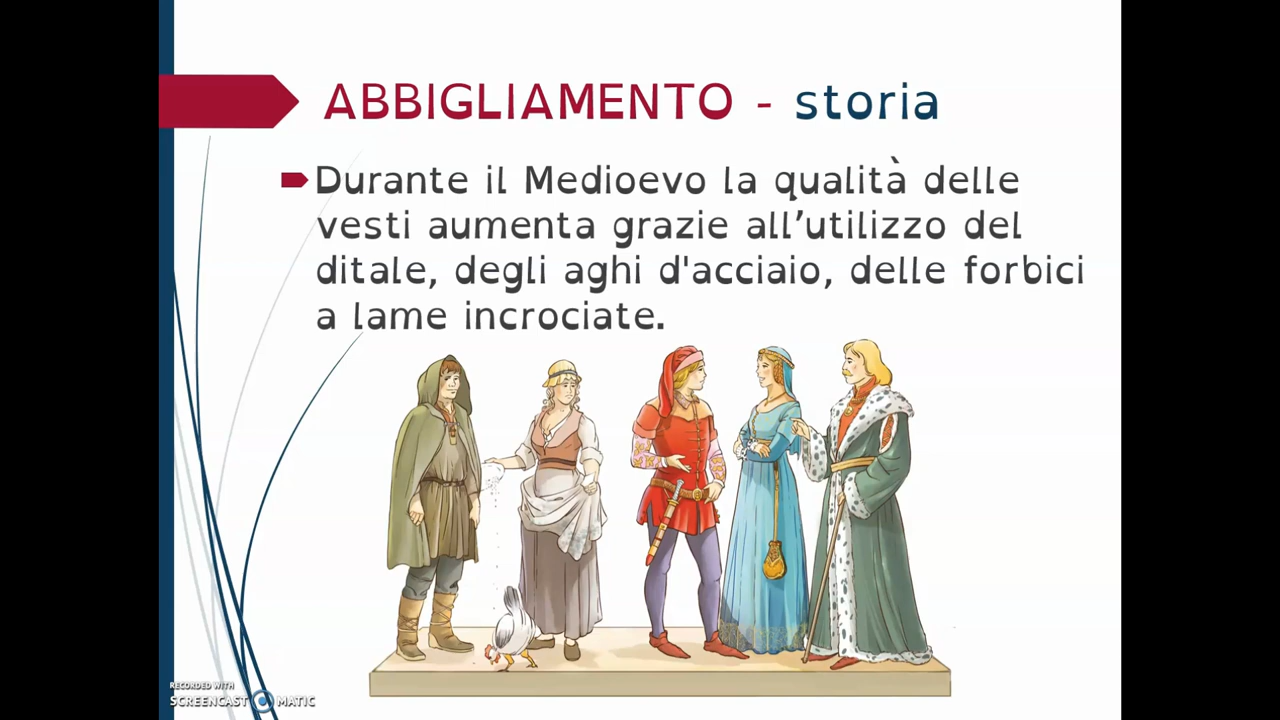 ABBIGLIAMENTO - storia
Durante il Medioevo la qualità delle
vesti aumenta grazie all’utilizzo del
ditale, degli aghi d'acciaio, delle forbici
a lame incrociate.
RECORDED WITH
SCREENCAST MATIC